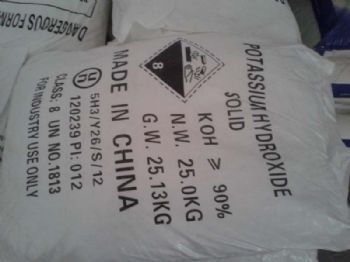 DANGEROUS
POTASSIUM HYDROXIDE
SOLID
8
KOH ≥ 90%
N.W. 25.0KG
G.W. 25.13KG
MADE IN CHINA
un
5H3/Y26/S/12
120239 PI: 012
CLASS: 8 UN NO.1813
FOR INDUSTRY USE ONLY